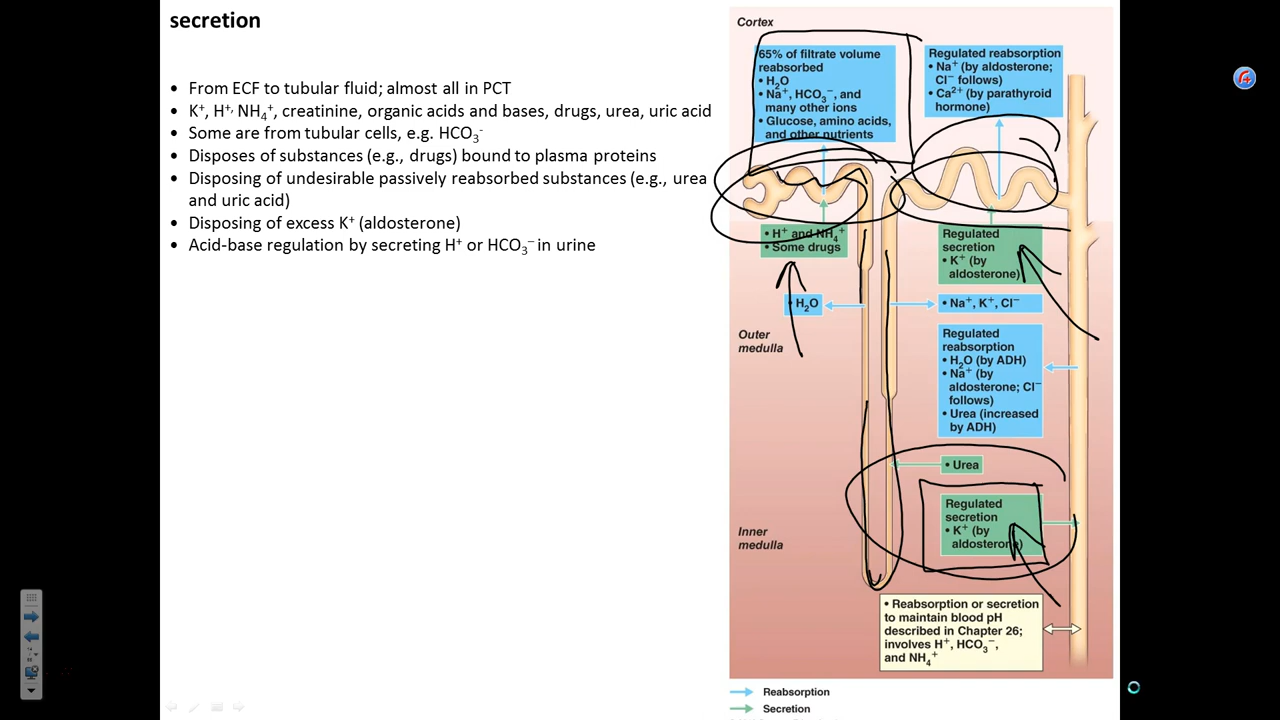 secretion
• From ECF to tubular fluid; almost all in PCT
• K⁺, H⁺, NH₄⁺, creatinine, organic acids and bases, drugs, urea, uric acid
• Some are from tubular cells, e.g. HCO₃⁻
• Disposes of substances (e.g., drugs) bound to plasma proteins
• Disposing of undesirable passively reabsorbed substances (e.g., urea
and uric acid)
• Disposing of excess K⁺ (aldosterone)
• Acid-base regulation by secreting H⁺ or HCO₃⁻ in urine
Cortex
65% of filtrate volume
reabsorbed
• H₂O
• Na⁺, HCO₃⁻, and
many other ions
• Glucose, amino acids,
and other nutrients
Regulated reabsorption
• Na⁺ (by aldosterone;
Cl⁻ follows)
• Ca²⁺ (by parathyroid
hormone)
• H⁺ and NH₄⁺
• Some drugs
Regulated
secretion
• K⁺ (by
aldosterone)
• H₂O
• Na⁺, K⁺, Cl⁻
Outer
medulla
Regulated
reabsorption
• H₂O (by ADH)
• Na⁺ (by
aldosterone; Cl⁻
follows)
• Urea (increased
by ADH)
• Urea
Regulated
secretion
• K⁺ (by
aldosterone)
Inner
medulla
• Reabsorption or secretion
to maintain blood pH
described in Chapter 26;
involves H⁺, HCO₃⁻,
and NH₄⁺
Reabsorption
Secretion